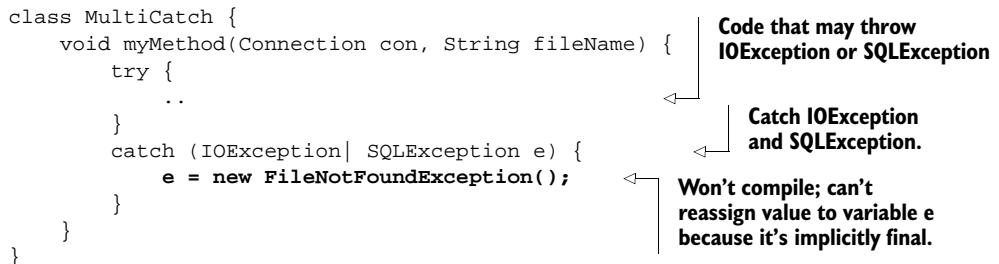 class MultiCatch {
    void myMethod(Connection con, String fileName) {
        try {
            ..
        }
        catch (IOException| SQLException e) {
            e = new FileNotFoundException();
        }
    }
}
Code that may throw
IOException or SQLException
Catch IOException
and SQLException.
Won't compile; can't
reassign value to variable e
because it's implicitly final.